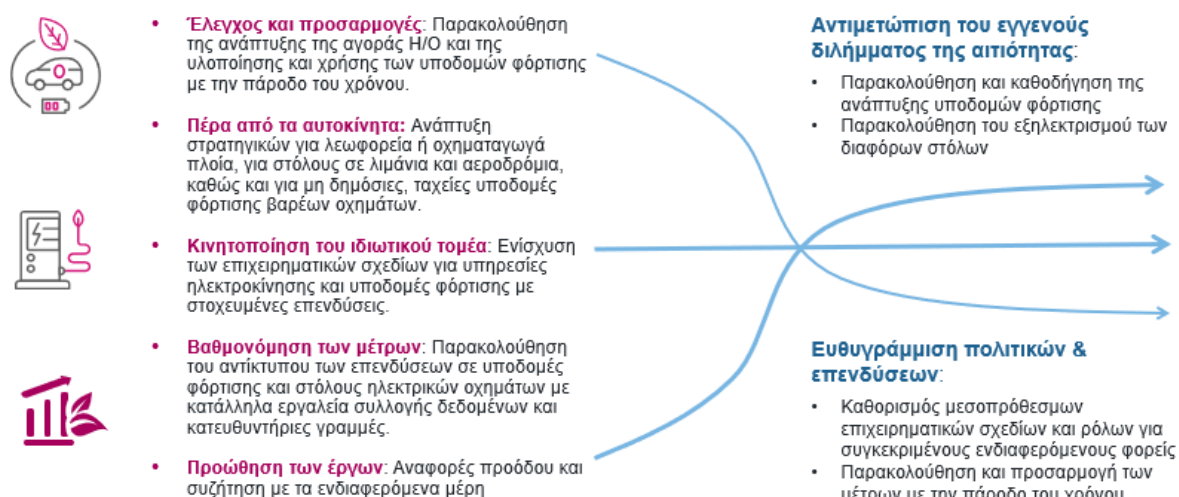 • Έλεγχος και προσαρμογές: Παρακολούθηση
της ανάπτυξης της αγοράς Η/Ο και της
υλοποίησης και χρήσης των υποδομών φόρτισης
με την πάροδο του χρόνου.
• Πέρα από τα αυτοκίνητα: Ανάπτυξη
στρατηγικών για λεωφορεία ή οχηματαγωγά
πλοία, για στόλους σε λιμάνια και αεροδρόμια,
καθώς και για μη δημόσιες, ταχείες υποδομές
φόρτισης βαρέων οχημάτων.
• Κινητοποίηση του ιδιωτικού τομέα: Ενίσχυση
των επιχειρηματικών σχεδίων για υπηρεσίες
ηλεκτροκίνησης και υποδομές φόρτισης με
στοχευμένες επενδύσεις.
• Βαθμονόμηση των μέτρων: Παρακολούθηση
του αντίκτυπου των επενδύσεων σε υποδομές
φόρτισης και στόλους ηλεκτρικών οχημάτων με
κατάλληλα εργαλεία συλλογής δεδομένων και
κατευθυντήριες γραμμές.
• Προώθηση των έργων: Αναφορές προόδου και
συζήτηση με τα ενδιαφερόμενα μέρη
Αντιμετώπιση του εγγενούς
διλήμματος της αιτιότητας:
• Παρακολούθηση και καθοδήγηση της
ανάπτυξης υποδομών φόρτισης
• Παρακολούθηση του εξηλεκτρισμού των
διαφόρων στόλων
Ευθυγράμμιση πολιτικών &
επενδύσεων:
• Καθορισμός μεσοπρόθεσμων
επιχειρηματικών σχεδίων και ρόλων για
συγκεκριμένους ενδιαφερόμενους φορείς
• Παρακολούθηση και προσαρμογή των
μέτρων με την πάροδο του χρόνου